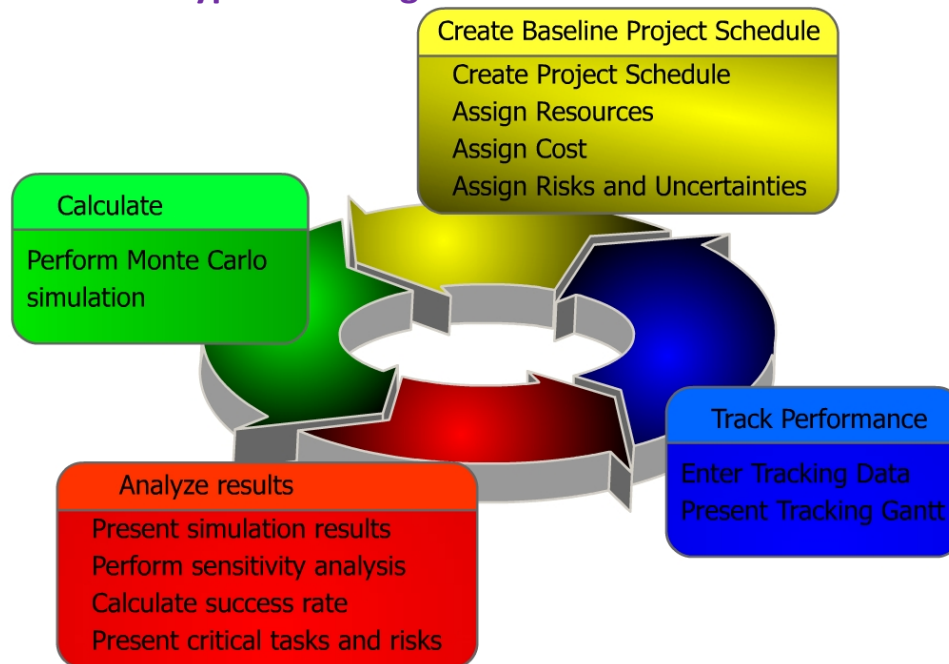 Create Baseline Project Schedule
Create Project Schedule
Assign Resources
Assign Cost
Assign Risks and Uncertainties
Calculate
Perform Monte Carlo
simulation
Track Performance
Enter Tracking Data
Present Tracking Gantt
Analyze results
Present simulation results
Perform sensitivity analysis
Calculate success rate
Present critical tasks and risks